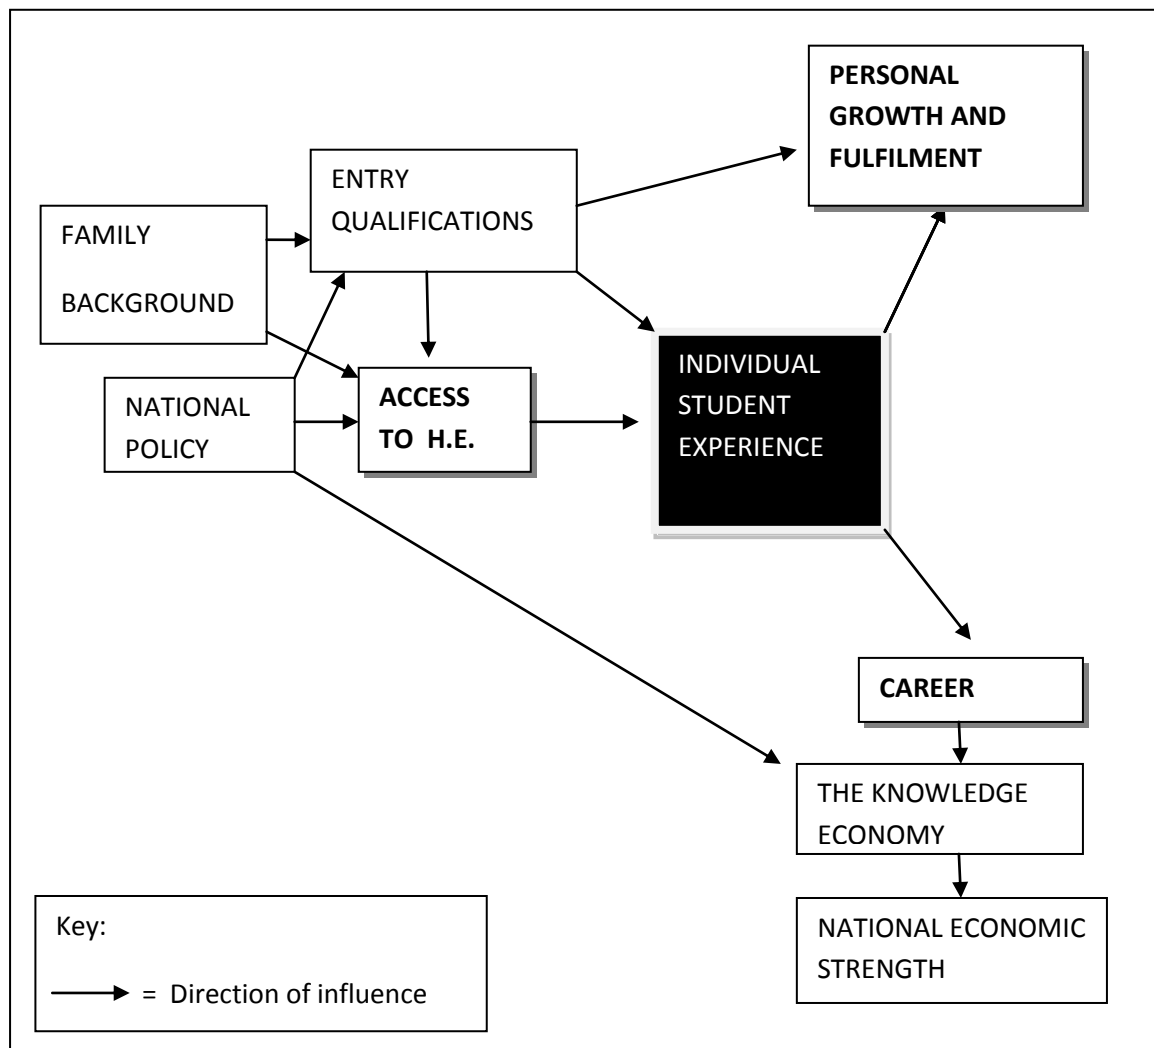 PERSONAL
GROWTH AND
FULFILMENT
ENTRY
QUALIFICATIONS
FAMILY
BACKGROUND
NATIONAL
POLICY
ACCESS
TO H.E.
INDIVIDUAL
STUDENT
EXPERIENCE
CAREER
THE KNOWLEDGE
ECONOMY
NATIONAL ECONOMIC
STRENGTH
Key:
= Direction of influence